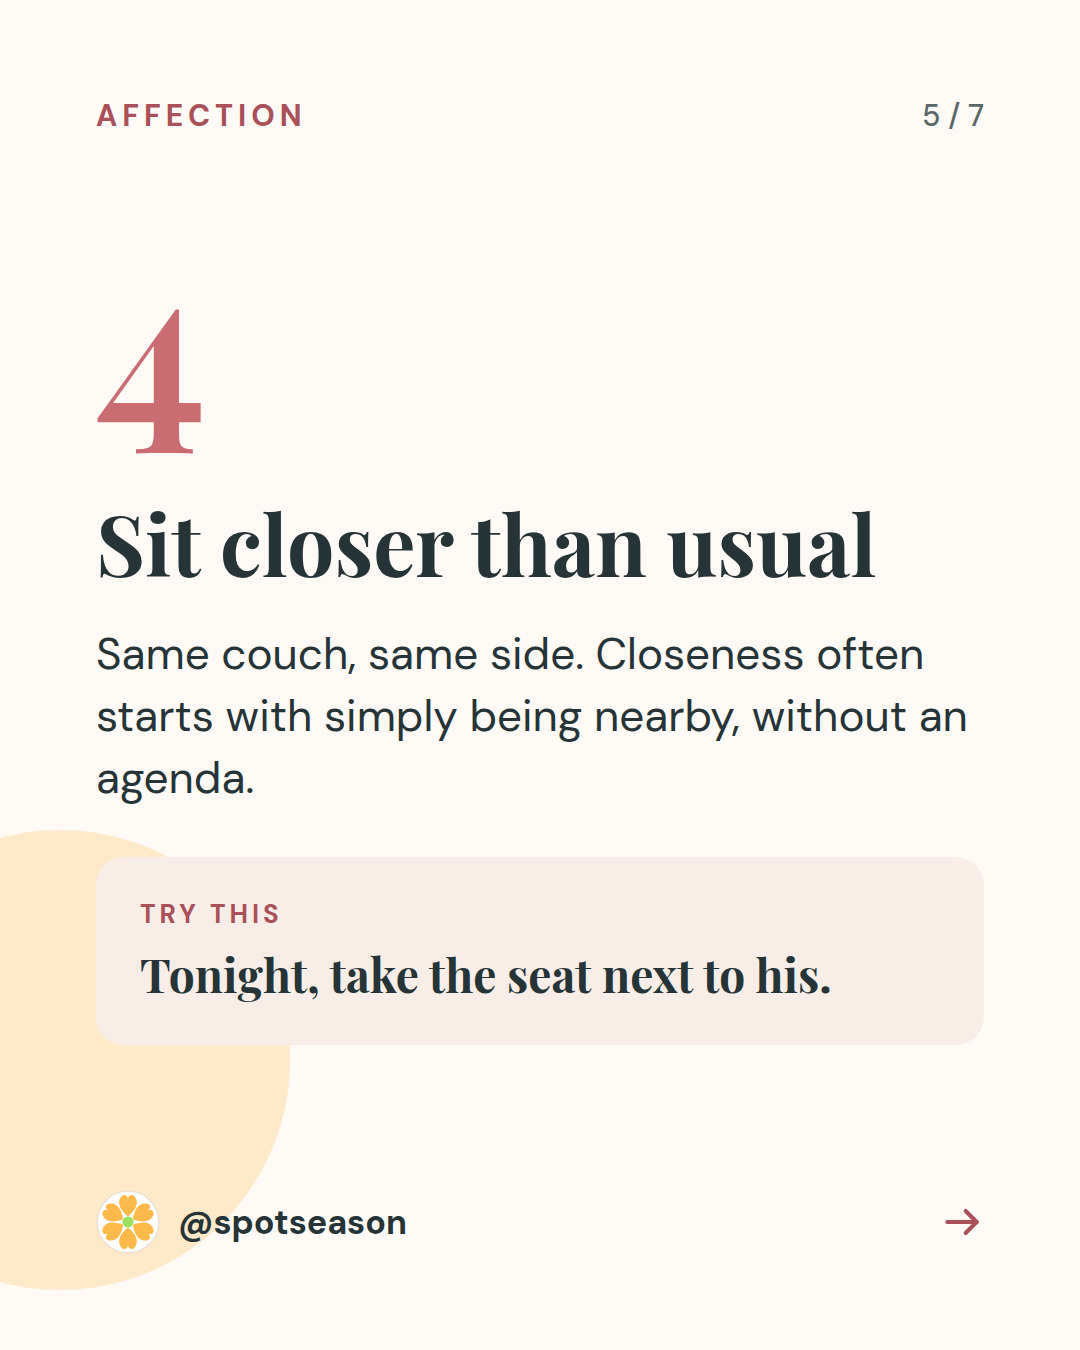 AFFECTION
5 / 7
4
Sit closer than usual
Same couch, same side. Closeness often
starts with simply being nearby, without an
agenda.
TRY THIS
Tonight, take the seat next to his.
@spotseason